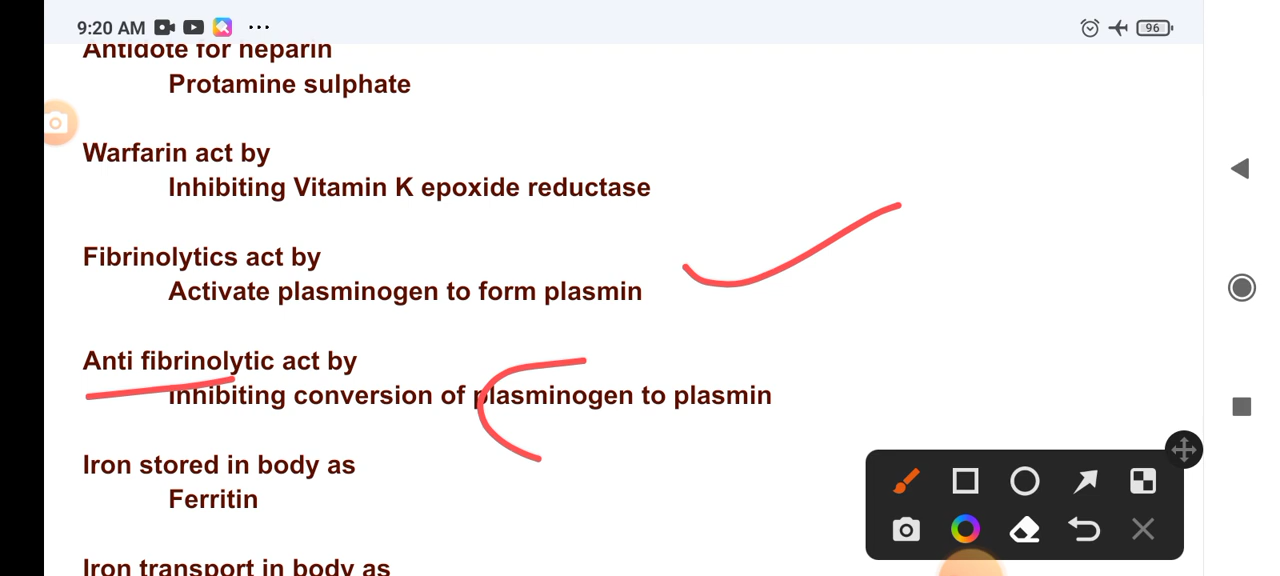 9:20 AM
96
Antidote for heparin
Protamine sulphate
Warfarin act by
Inhibiting Vitamin K epoxide reductase
Fibrinolytics act by
Activate plasminogen to form plasmin
Anti fibrinolytic act by
Inhibiting conversion of plasminogen to plasmin
Iron stored in body as
Ferritin
Iron transport in body as